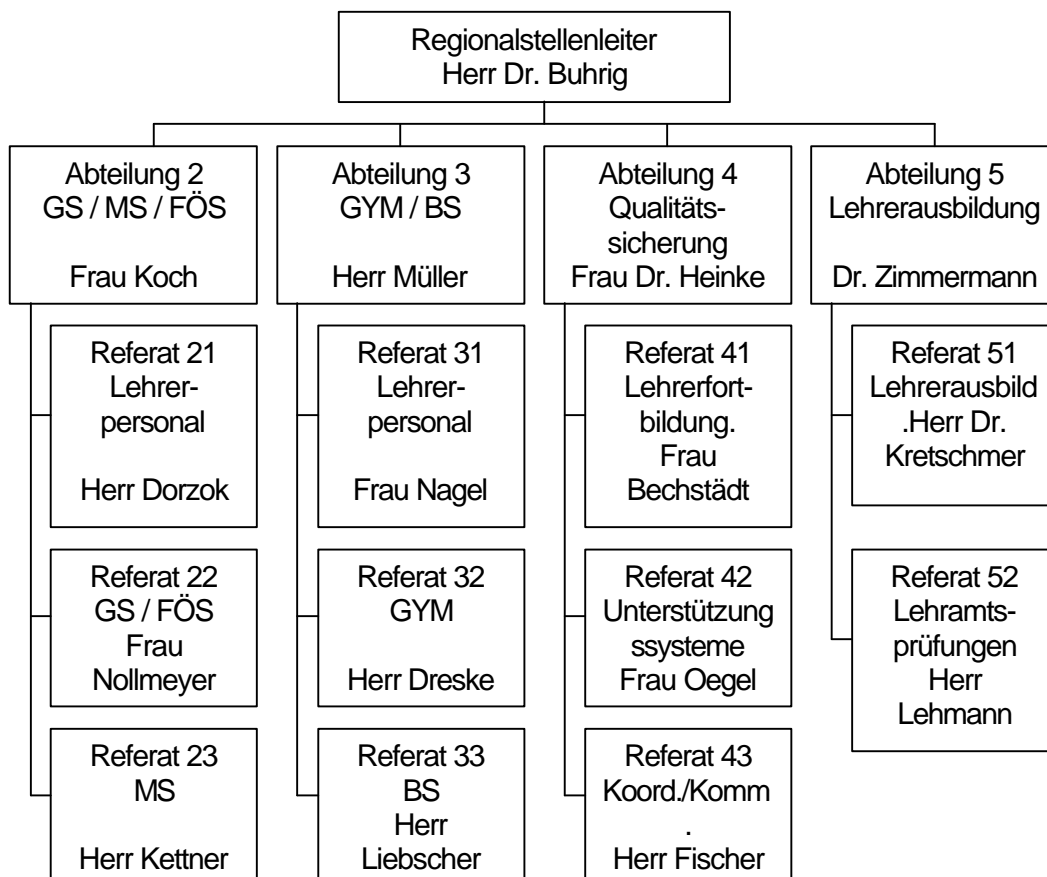 Regionalstellenleiter
Herr Dr. Buhrig
Abteilung 2
GS / MS / FÖS
Frau Koch
Abteilung 3
GYM / BS
Herr Müller
Abteilung 4
Qualitäts-
sicherung
Frau Dr. Heinke
Abteilung 5
Lehrerausbildung
Dr. Zimmermann
Referat 21
Lehrer-
personal
Herr Dorzok
Referat 31
Lehrer-
personal
Frau Nagel
Referat 41
Lehrerfort-
bildung.
Frau
Bechstädt
Referat 51
Lehrerausbild
.Herr Dr.
Kretschmer
Referat 22
GS / FÖS
Frau
Nollmeyer
Referat 32
GYM
Herr Dreske
Referat 42
Unterstützung
ssysteme
Frau Oegel
Referat 52
Lehramts-
prüfungen
Herr
Lehmann
Referat 23
MS
Herr Kettner
Referat 33
BS
Herr
Liebscher
Referat 43
Koord./Komm
.
Herr Fischer